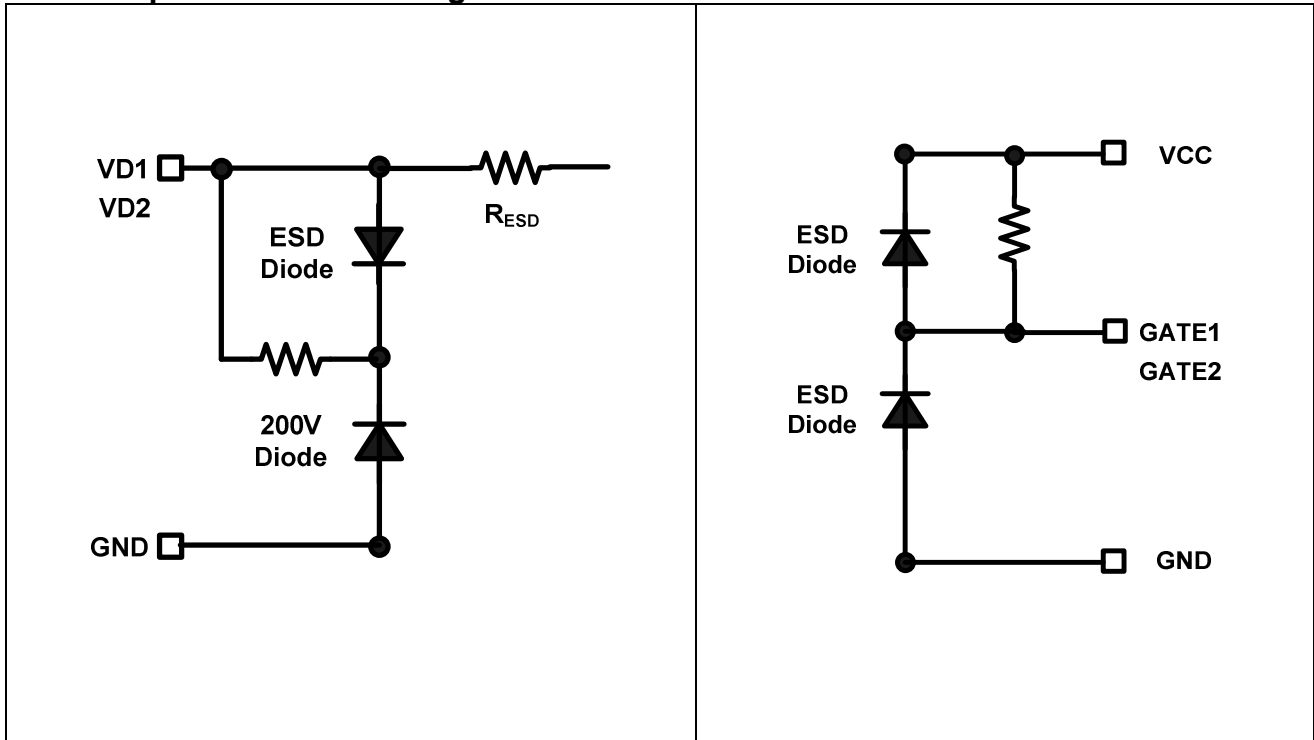 VD1
VD2
ESD
Diode
R_ESD
200V
Diode
GND
VCC
ESD
Diode
GATE1
GATE2
ESD
Diode
GND